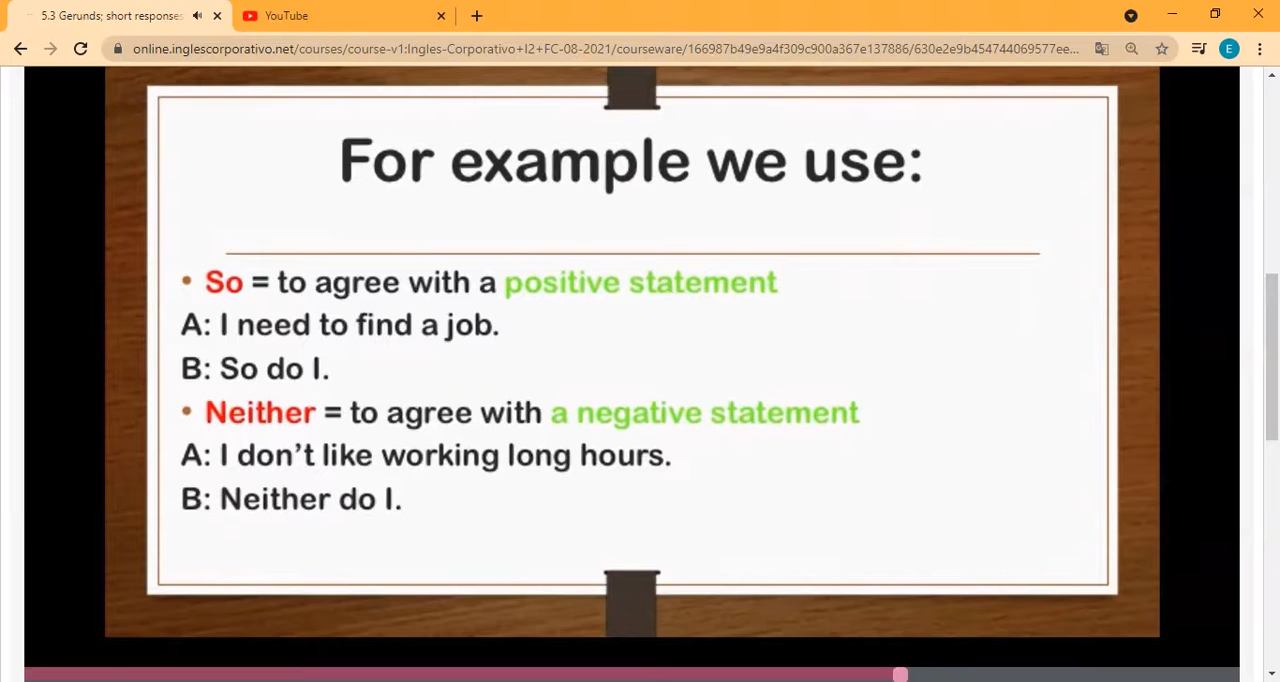 5.3 Gerunds; short responses
YouTube
online.inglescorporativo.net/courses/course-v1:Ingles-Corporativo+I2+FC-08-2021/courseware/166987b49e9a4f309c900a367e137886/630e2e9b454744069577ee...
E
For example we use:
• So = to agree with a positive statement
A: I need to find a job.
B: So do I.
• Neither = to agree with a negative statement
A: I don’t like working long hours.
B: Neither do I.